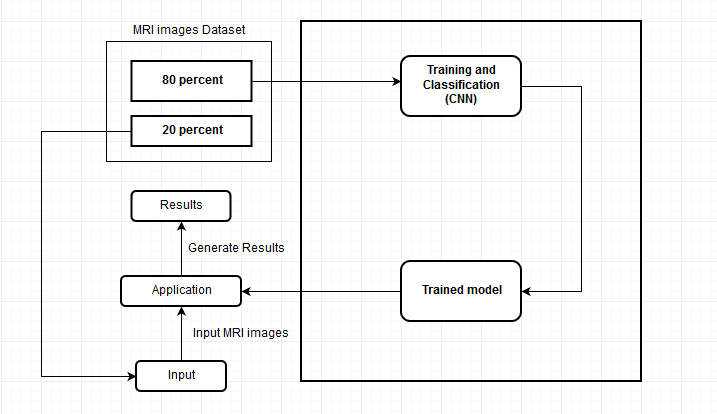 MRI images Dataset
80 percent
20 percent
Training and
Classification
(CNN)
Results
Generate Results
Application
Trained model
Input MRI images
Input